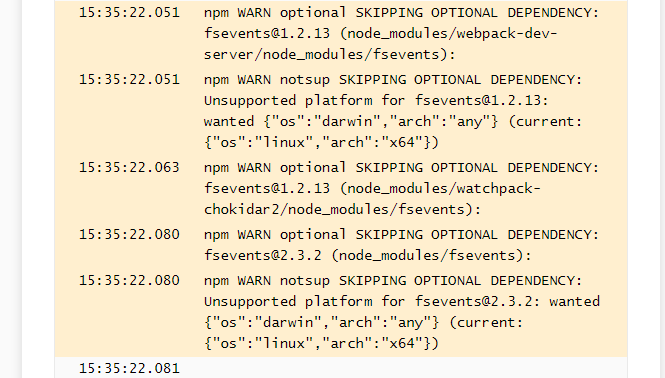 15:35:22.051 npm WARN optional SKIPPING OPTIONAL DEPENDENCY:
fsevents@1.2.13 (node_modules/webpack-dev-
server/node_modules/fsevents):
15:35:22.051 npm WARN notsup SKIPPING OPTIONAL DEPENDENCY:
Unsupported platform for fsevents@1.2.13:
wanted {"os":"darwin","arch":"any"} (current:
{"os":"linux","arch":"x64"})
15:35:22.063 npm WARN optional SKIPPING OPTIONAL DEPENDENCY:
fsevents@1.2.13 (node_modules/watchpack-
chokidar2/node_modules/fsevents):
15:35:22.080 npm WARN optional SKIPPING OPTIONAL DEPENDENCY:
fsevents@2.3.2 (node_modules/fsevents):
15:35:22.080 npm WARN notsup SKIPPING OPTIONAL DEPENDENCY:
Unsupported platform for fsevents@2.3.2: wanted
{"os":"darwin","arch":"any"} (current:
{"os":"linux","arch":"x64"})
15:35:22.081